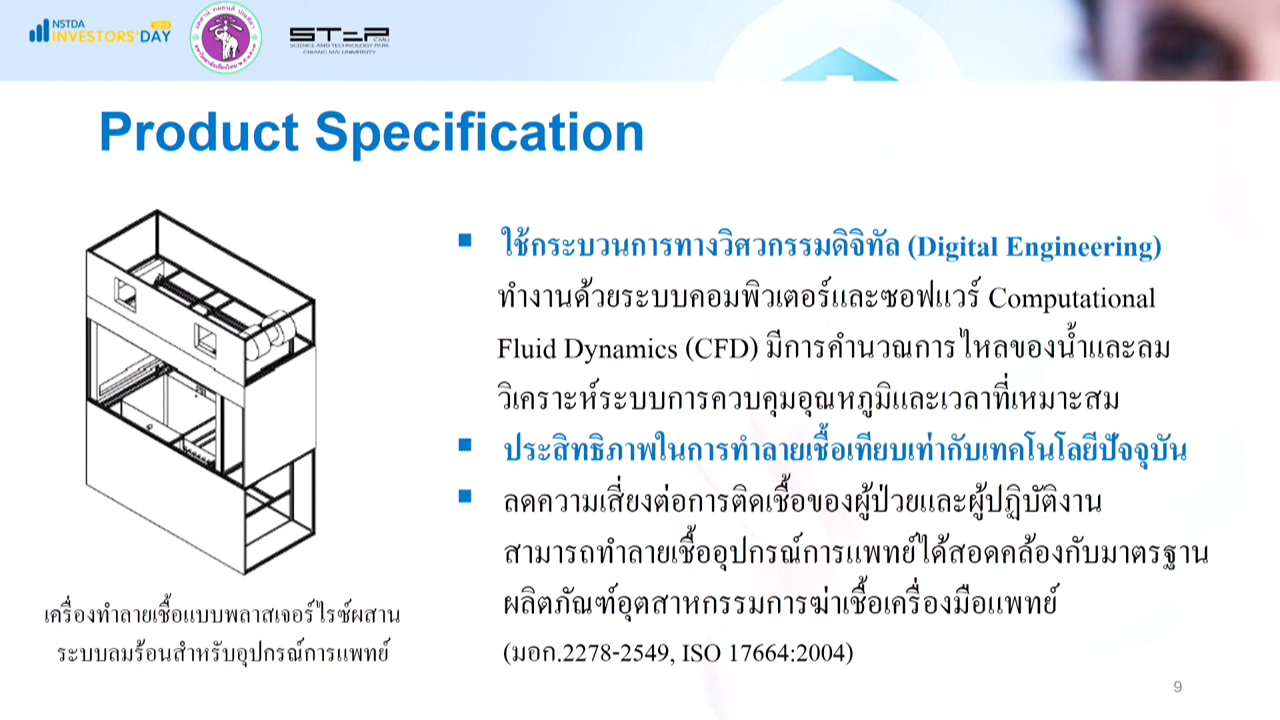 NSTDA
INVESTORS' DAY
STEP
CMU
SCIENCE AND TECHNOLOGY PARK
CHIANG MAI UNIVERSITY
Product Specification
▪ ใช้กระบวนการทางวิศวกรรมดิจิทัล (Digital Engineering)
ทำงานด้วยระบบคอมพิวเตอร์และซอฟแวร์ Computational
Fluid Dynamics (CFD) มีการคำนวณการไหลของน้ำและลม
วิเคราะห์ระบบการควบคุมอุณหภูมิและเวลาที่เหมาะสม
▪ ประสิทธิภาพในการทำลายเชื้อเทียบเท่ากับเทคโนโลยีปัจจุบัน
▪ ลดความเสี่ยงต่อการติดเชื้อของผู้ป่วยและผู้ปฏิบัติงาน
สามารถทำลายเชื้ออุปกรณ์การแพทย์ได้สอดคล้องกับมาตรฐาน
ผลิตภัณฑ์อุตสาหกรรมการฆ่าเชื้อเครื่องมือแพทย์
(มอก.2278-2549, ISO 17664:2004)
เครื่องทำลายเชื้อแบบพลาสเจอร์ไรซ์ผสาน
ระบบลมร้อนสำหรับอุปกรณ์การแพทย์
9